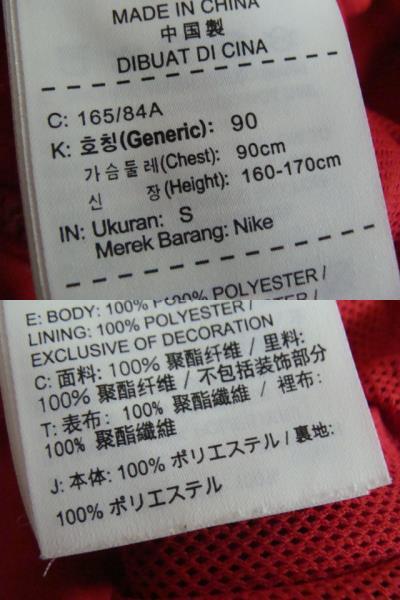 MADE IN CHINA
中国製
DIBUAT DI CINA
C: 165/84A
K: 호칭(Generic): 90
가슴둘레(Chest): 90cm
신 장(Height): 160-170cm
IN: Ukuran: S
Merek Barang: Nike
E: BODY: 100% POLYESTER /
LINING: 100% POLYESTER /
EXCLUSIVE OF DECORATION
C: 面料: 100% 聚酯纤维 / 里料:
100% 聚酯纤维 / 不包括装饰部分
T: 表布: 100% 聚酯纖維 / 裡布:
100% 聚酯纖維
J: 本体: 100% ポリエステル / 裏地:
100% ポリエステル